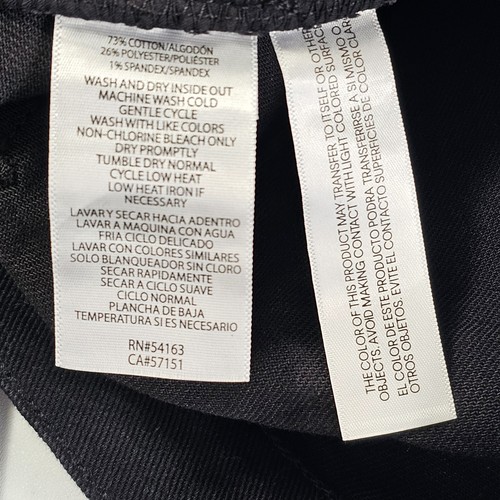 73% COTTON/ALGODÓN
26% POLYESTER/POLIÉSTER
1% SPANDEX/SPANDEX
WASH AND DRY INSIDE OUT
MACHINE WASH COLD
GENTLE CYCLE
WASH WITH LIKE COLORS
NON-CHLORINE BLEACH ONLY
DRY PROMPTLY
TUMBLE DRY NORMAL
CYCLE LOW HEAT
LOW HEAT IRON IF
NECESSARY
LAVAR Y SECAR HACIA ADENTRO
LAVAR A MAQUINA CON AGUA
FRIA CICLO DELICADO
LAVAR CON COLORES SIMILARES
SOLO BLANQUEADOR SIN CLORO
SECAR RAPIDAMENTE
SECAR A CICLO SUAVE
CICLO NORMAL
PLANCHA DE BAJA
TEMPERATURA SI ES NECESARIO
RN#54163
CA#57151
THE COLOR OF THIS PRODUCT MAY TRANSFER TO ITSELF OR OTHER
OBJECTS. AVOID MAKING CONTACT WITH LIGHT COLORED SURFAC
EL COLOR DE ESTE PRODUCTO PODRA TRANSFERIRSE A SI MISMO
OTROS OBJETOS. EVITE EL CONTACTO SUPERFICIES DE COLOR CLAR